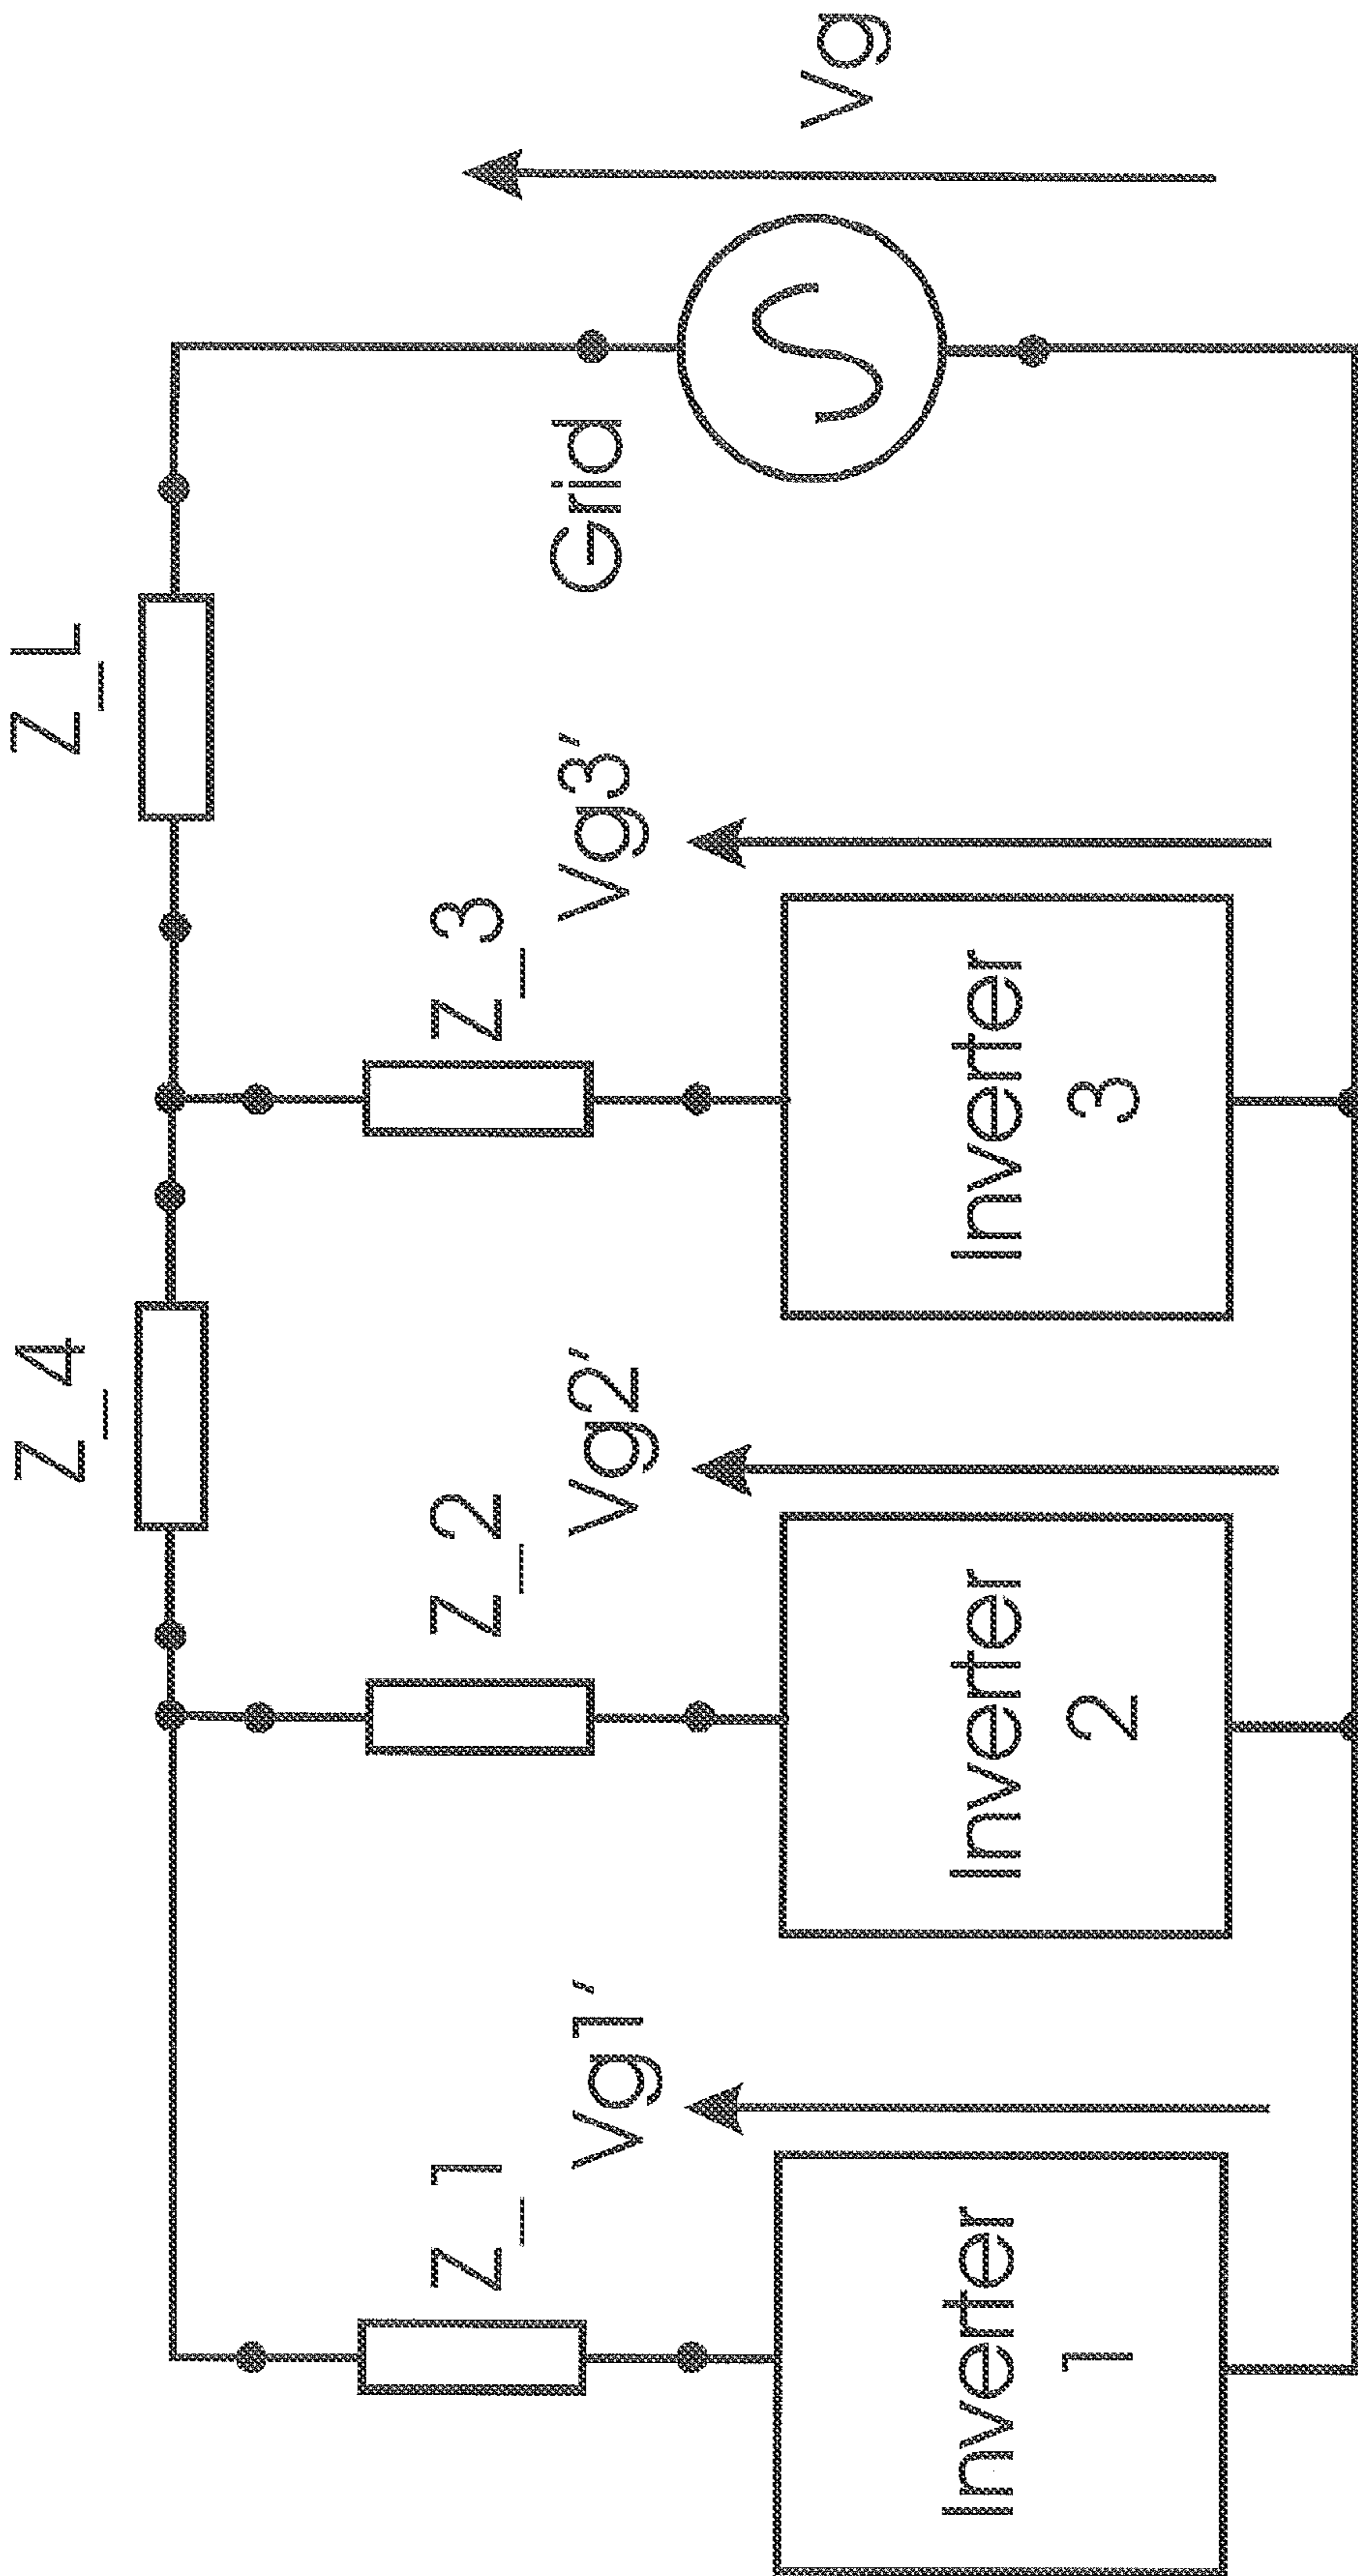 Z_4
Z_L
Z_1
Z_2
Z_3
Vg1'
Vg2'
Vg3'
Grid
Vg
Inverter
1
Inverter
2
Inverter
3